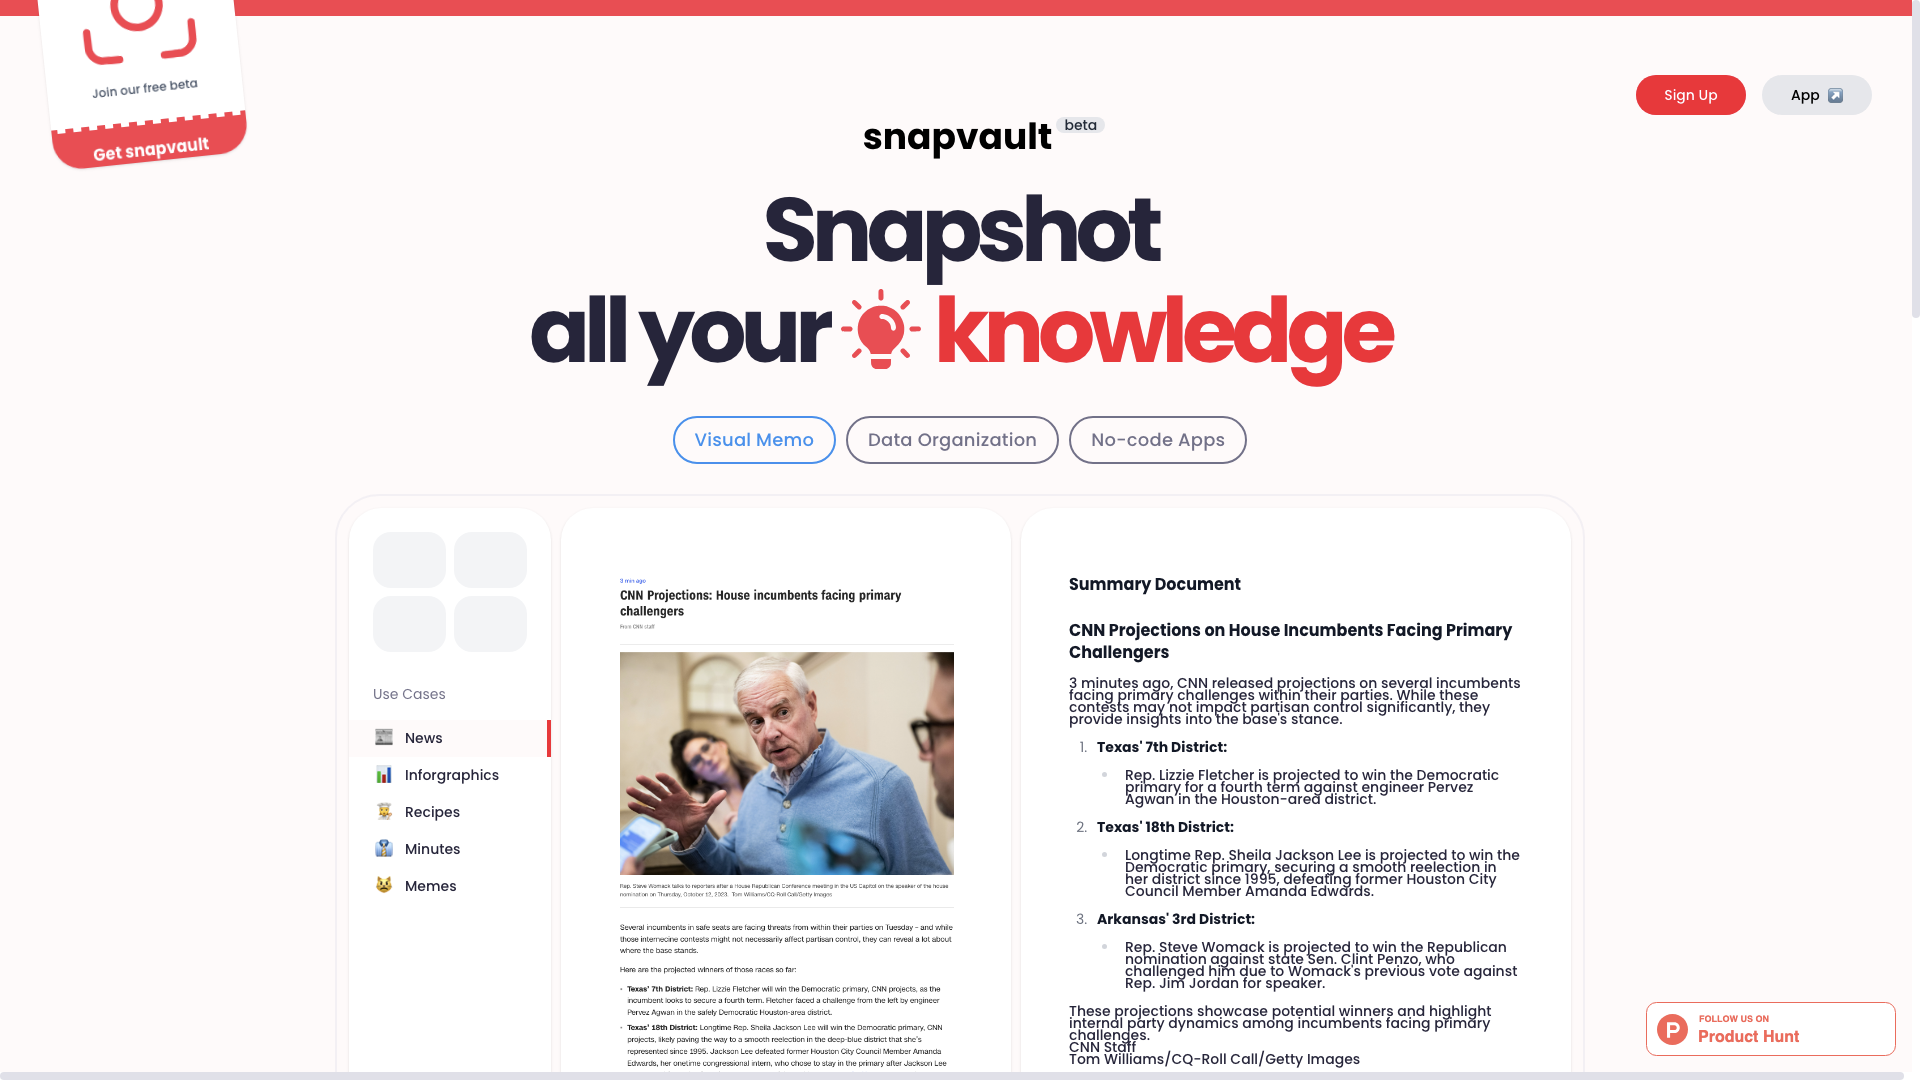 Join our free beta
Get snapvault
Sign Up
App
snapvault beta
Snapshot
all your knowledge
Visual Memo
Data Organization
No-code Apps
Use Cases
News
Inforgraphics
Recipes
Minutes
Memes
3 min ago
CNN Projections: House incumbents facing primary
challengers
From CNN staff
Rep. Steve Womack talks to reporters after a House Republican Conference meeting in the US Capitol on the speaker of the house
nomination on Thursday, October 12, 2023. Tom Williams/CQ-Roll Call/Getty Images
Several incumbents in safe seats are facing threats from within their parties on Tuesday – and while
those internecine contests might not necessarily affect partisan control, they can reveal a lot about
where the base stands.
Here are the projected winners of those races so far:
• Texas' 7th District: Rep. Lizzie Fletcher will win the Democratic primary, CNN projects, as the
incumbent looks to secure a fourth term. Fletcher faced a challenge from the left by engineer
Pervez Agwan in the safely Democratic Houston-area district.
• Texas' 18th District: Longtime Rep. Sheila Jackson Lee will win the Democratic primary, CNN
projects, likely paving the way to a smooth reelection in the deep-blue district that she's
represented since 1995. Jackson Lee defeated former Houston City Council Member Amanda
Edwards, her onetime congressional intern, who chose to stay in the primary after Jackson Lee
Summary Document
CNN Projections on House Incumbents Facing Primary
Challengers
3 minutes ago, CNN released projections on several incumbents
facing primary challenges within their parties. While these
contests may not impact partisan control significantly, they
provide insights into the base's stance.
1. Texas' 7th District:
Rep. Lizzie Fletcher is projected to win the Democratic
primary for a fourth term against engineer Pervez
Agwan in the Houston-area district.
2. Texas' 18th District:
Longtime Rep. Sheila Jackson Lee is projected to win the
Democratic primary, securing a smooth reelection in
her district since 1995, defeating former Houston City
Council Member Amanda Edwards.
3. Arkansas' 3rd District:
Rep. Steve Womack is projected to win the Republican
nomination against state Sen. Clint Penzo, who
challenged him due to Womack's previous vote against
Rep. Jim Jordan for speaker.
These projections showcase potential winners and highlight
internal party dynamics among incumbents facing primary
challenges.
CNN Staff
Tom Williams/CQ-Roll Call/Getty Images
P
FOLLOW US ON
Product Hunt